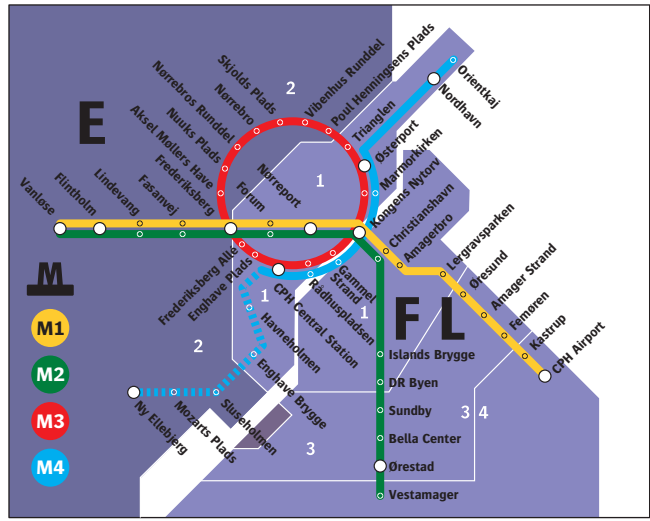 E
F L
M
M1
M2
M3
M4
2
1
1
1
2
3
3 4
Vanløse
Flintholm
Lindevang
Fasanvej
Frederiksberg
Forum
Nørreport
Kongens Nytorv
Christianshavn
Amagerbro
Lergravsparken
Øresund
Amager Strand
Femøren
Kastrup
CPH Airport
Islands Brygge
DR Byen
Sundby
Bella Center
Ørestad
Vestamager
Aksel Møllers Have
Nuuks Plads
Nørrebros Runddel
Nørrebro
Skjolds Plads
Vibenhus Runddel
Poul Henningsens Plads
Trianglen
Østerport
Marmorkirken
Gammel
Strand
Rådhuspladsen
CPH Central Station
Enghave Plads
Frederiksberg Allé
Orientkaj
Nordhavn
Havneholmen
Enghave Brygge
Sluseholmen
Mozarts Plads
Ny Ellebjerg